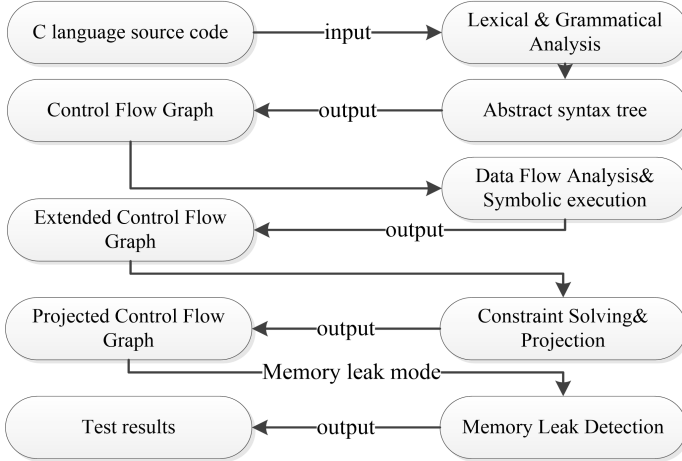 C language source code
input
Lexical & Grammatical
Analysis
Control Flow Graph
output
Abstract syntax tree
Data Flow Analysis&
Symbolic execution
Extended Control Flow
Graph
output
Projected Control Flow
Graph
output
Constraint Solving&
Projection
Memory leak mode
Test results
output
Memory Leak Detection